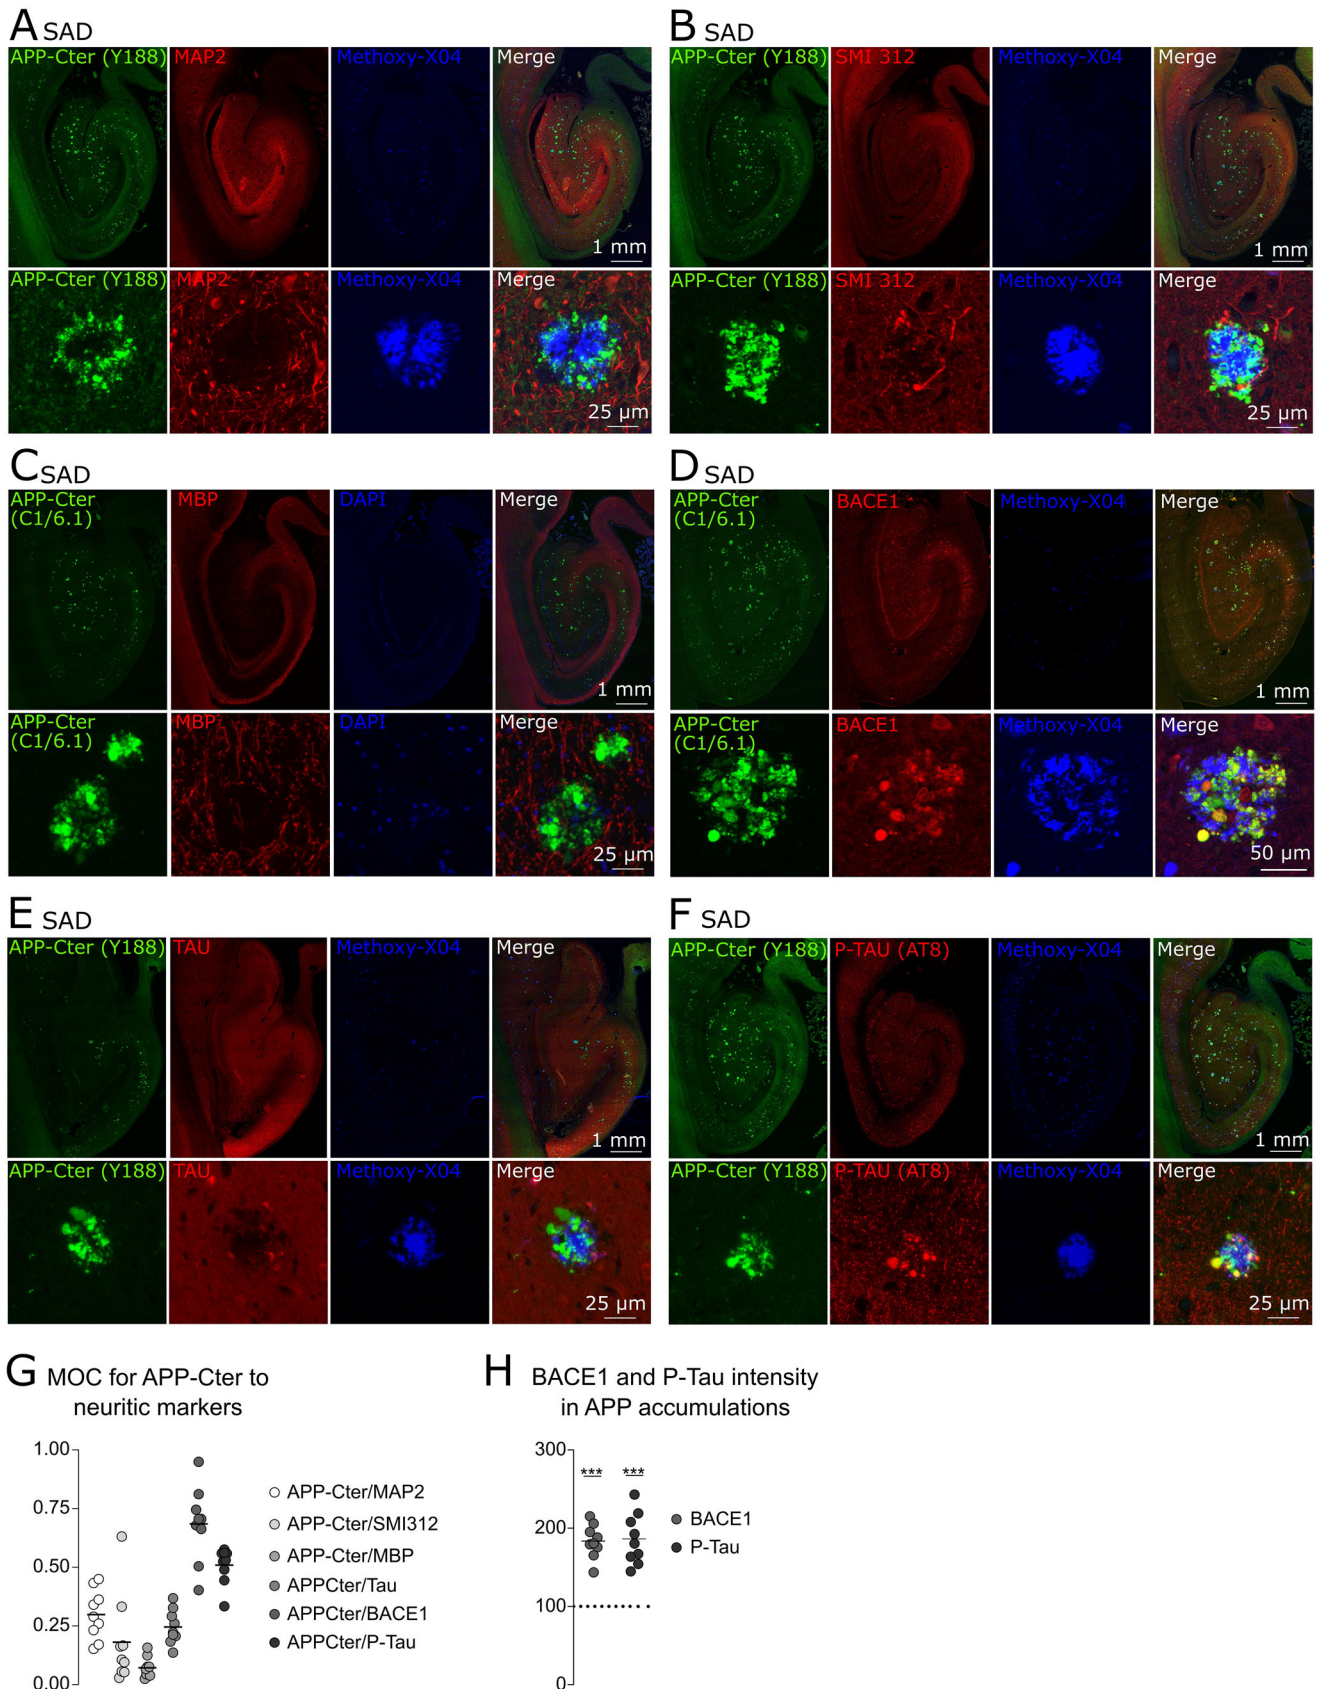 A SAD
APP-Cter (Y188) MAP2 Methoxy-X04 Merge
1 mm
APP-Cter (Y188) MAP2 Methoxy-X04 Merge
25 µm
B SAD
APP-Cter (Y188) SMI 312 Methoxy-X04 Merge
1 mm
APP-Cter (Y188) SMI 312 Methoxy-X04 Merge
25 µm
C SAD
APP-Cter (C1/6.1) MBP DAPI Merge
1 mm
APP-Cter (C1/6.1) MBP DAPI Merge
25 µm
D SAD
APP-Cter (C1/6.1) BACE1 Methoxy-X04 Merge
1 mm
APP-Cter (C1/6.1) BACE1 Methoxy-X04 Merge
50 µm
E SAD
APP-Cter (Y188) TAU Methoxy-X04 Merge
1 mm
APP-Cter (Y188) TAU Methoxy-X04 Merge
25 µm
F SAD
APP-Cter (Y188) P-TAU (AT8) Methoxy-X04 Merge
1 mm
APP-Cter (Y188) P-TAU (AT8) Methoxy-X04 Merge
25 µm
G MOC for APP-Cter to
neuritic markers
1.00
0.75
0.50
0.25
0.00
APP-Cter/MAP2
APP-Cter/SMI312
APP-Cter/MBP
APPCter/Tau
APPCter/BACE1
APPCter/P-Tau
H BACE1 and P-Tau intensity
in APP accumulations
300
200
100
0
*** ***
BACE1
P-Tau